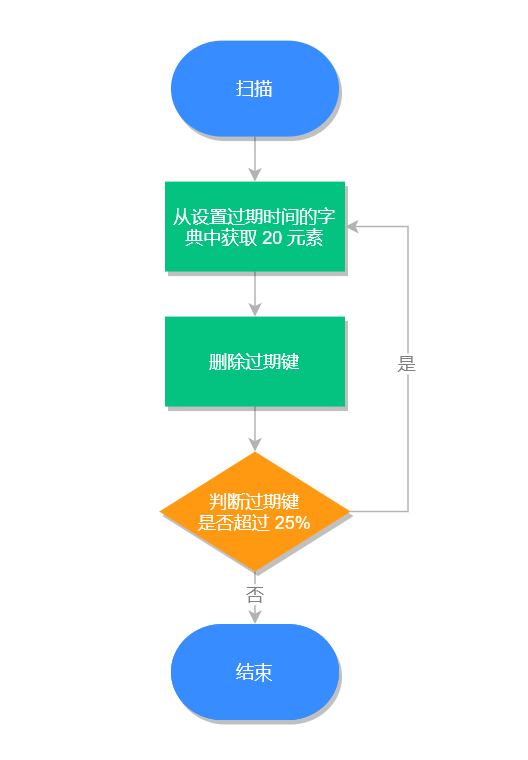 扫描
从设置过期时间的字
典中获取 20 元素
删除过期键
是
判断过期键
是否超过 25%
否
结束